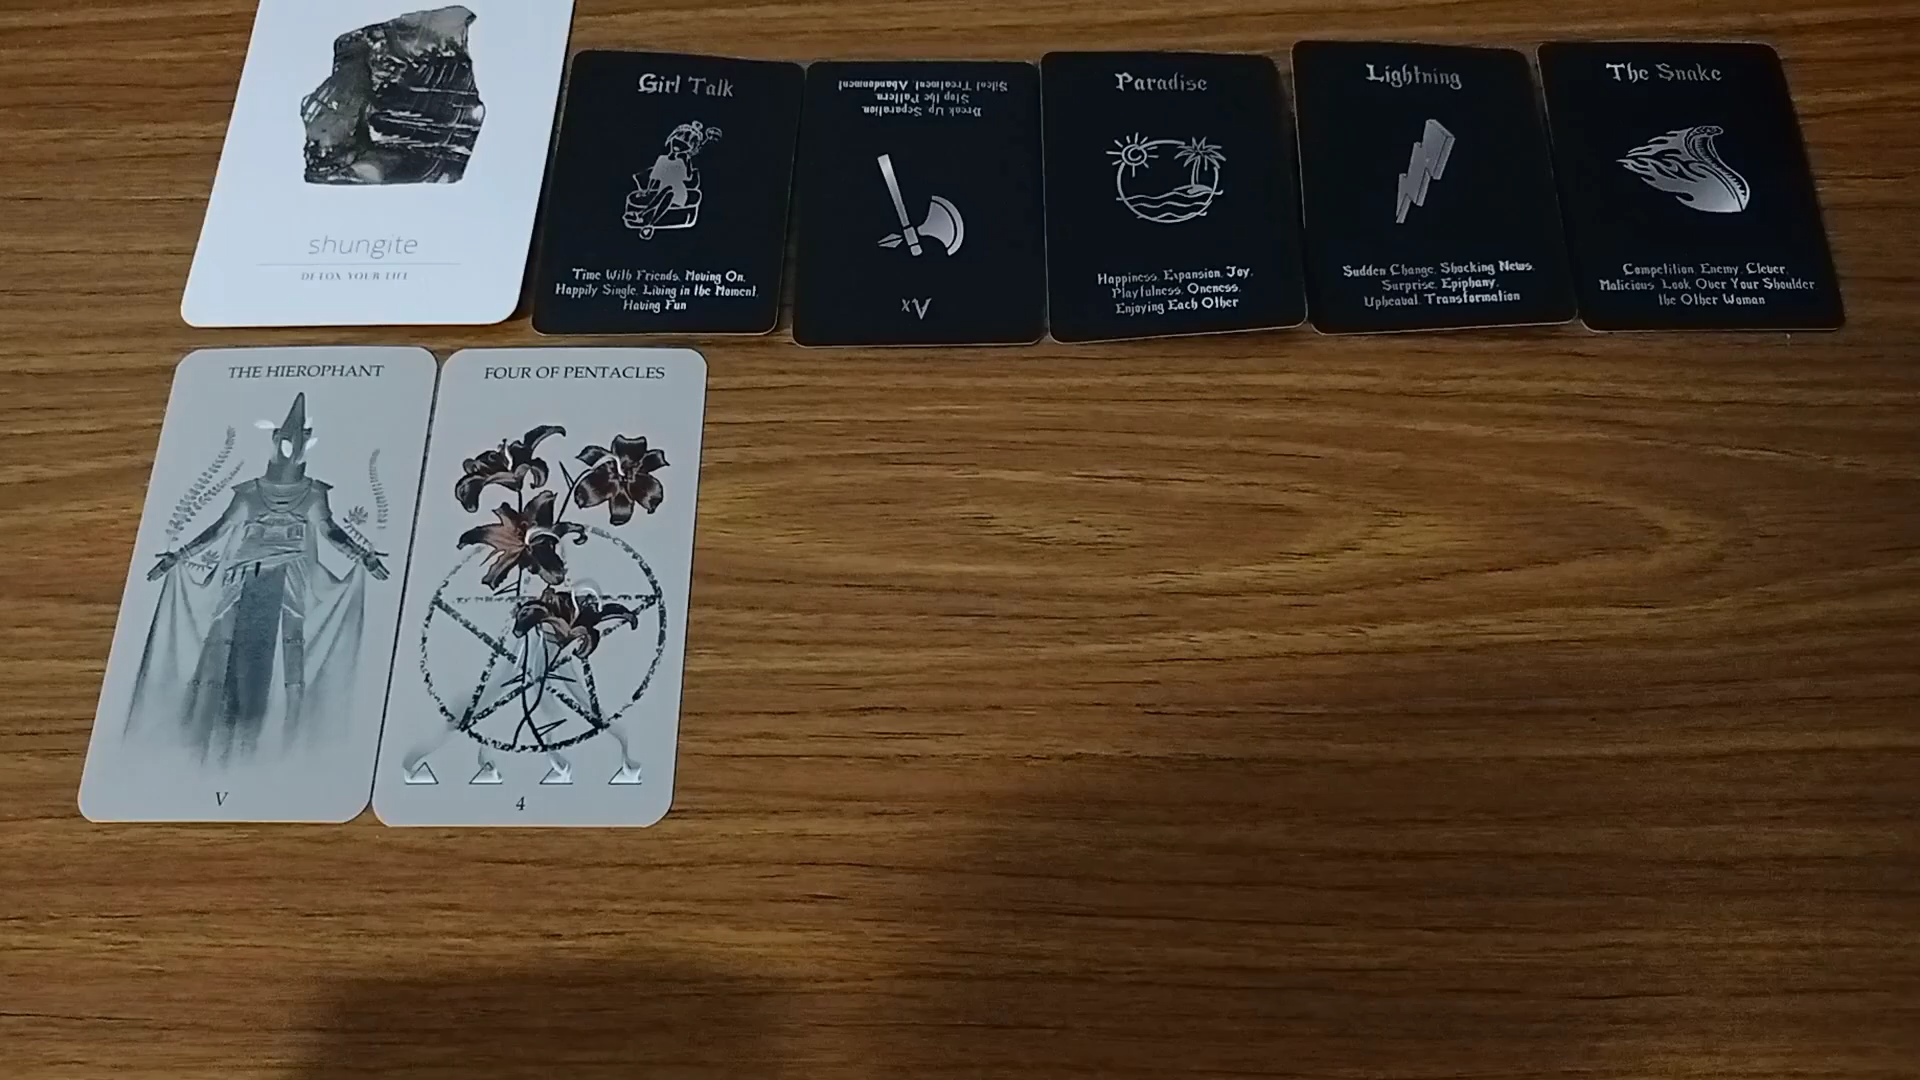 shungite
DETOX YOUR LIFE
Girl Talk
Time With Friends, Moving On,
Happily Single, Living in the Moment,
Having Fun
Ax
Break Up, Separation,
Stop the Pattern,
Silent Treatment, Abandonment
Paradise
Happiness, Expansion, Joy,
Playfulness, Oneness,
Enjoying Each Other
Lightning
Sudden Change, Shocking News,
Surprise, Epiphany,
Upheaval, Transformation
The Snake
Competition, Enemy, Clever,
Malicious, Look Over Your Shoulder,
the Other Woman
THE HIEROPHANT
V
FOUR OF PENTACLES
4